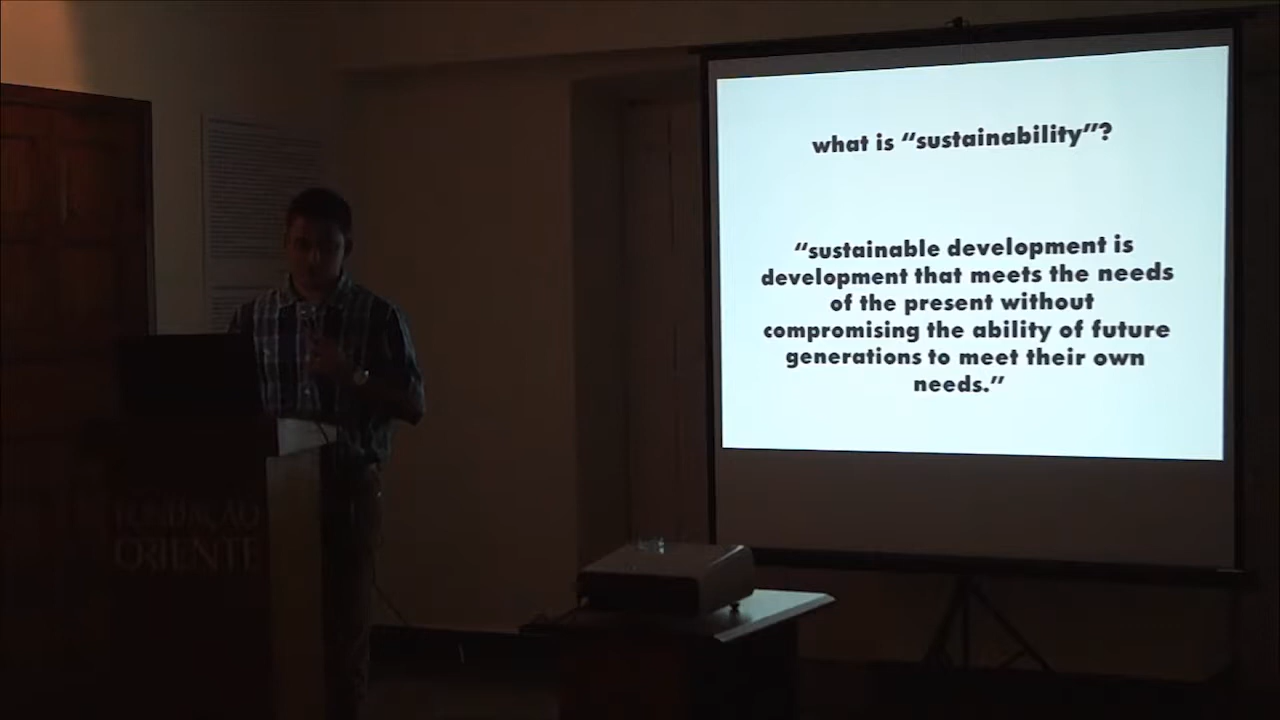 what is “sustainability”?
“sustainable development is
development that meets the needs
of the present without
compromising the ability of future
generations to meet their own
needs.”
FUNDAÇÃO
ORIENTE